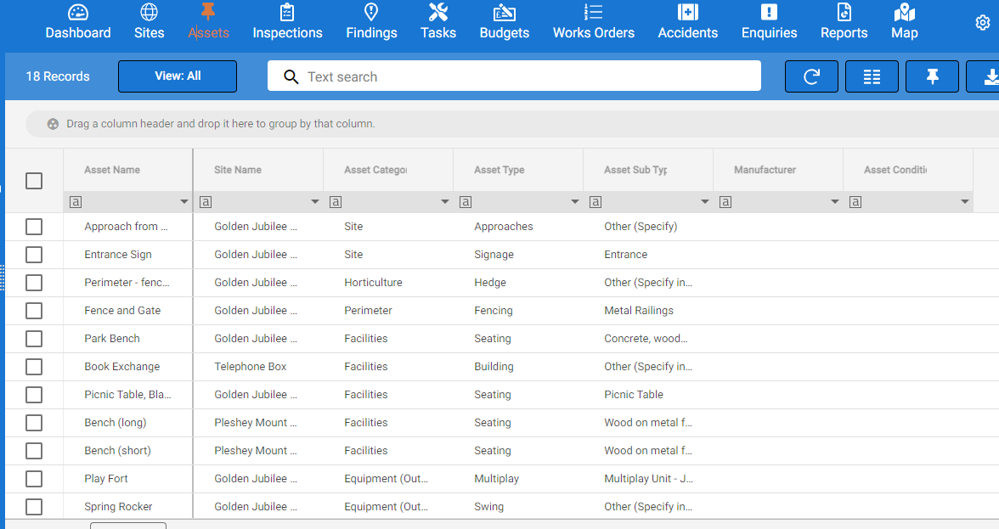 Dashboard Sites Assets Inspections Findings Tasks Budgets Works Orders Accidents Enquiries Reports Map
18 Records View: All Text search
Drag a column header and drop it here to group by that column.
Asset Name Site Name Asset Categor Asset Type Asset Sub Typ Manufacturer Asset Conditi
a a a a a a a
Approach from ... Golden Jubilee ... Site Approaches Other (Specify)
Entrance Sign Golden Jubilee ... Site Signage Entrance
Perimeter - fenc... Golden Jubilee ... Horticulture Hedge Other (Specify in...
Fence and Gate Golden Jubilee ... Perimeter Fencing Metal Railings
Park Bench Golden Jubilee ... Facilities Seating Concrete, wood...
Book Exchange Telephone Box Facilities Building Other (Specify in...
Picnic Table, Bla... Golden Jubilee ... Facilities Seating Picnic Table
Bench (long) Pleshey Mount ... Facilities Seating Wood on metal f...
Bench (short) Pleshey Mount ... Facilities Seating Wood on metal f...
Play Fort Golden Jubilee ... Equipment (Out... Multiplay Multiplay Unit - J...
Spring Rocker Golden Jubilee ... Equipment (Out... Swing Other (Specify in...